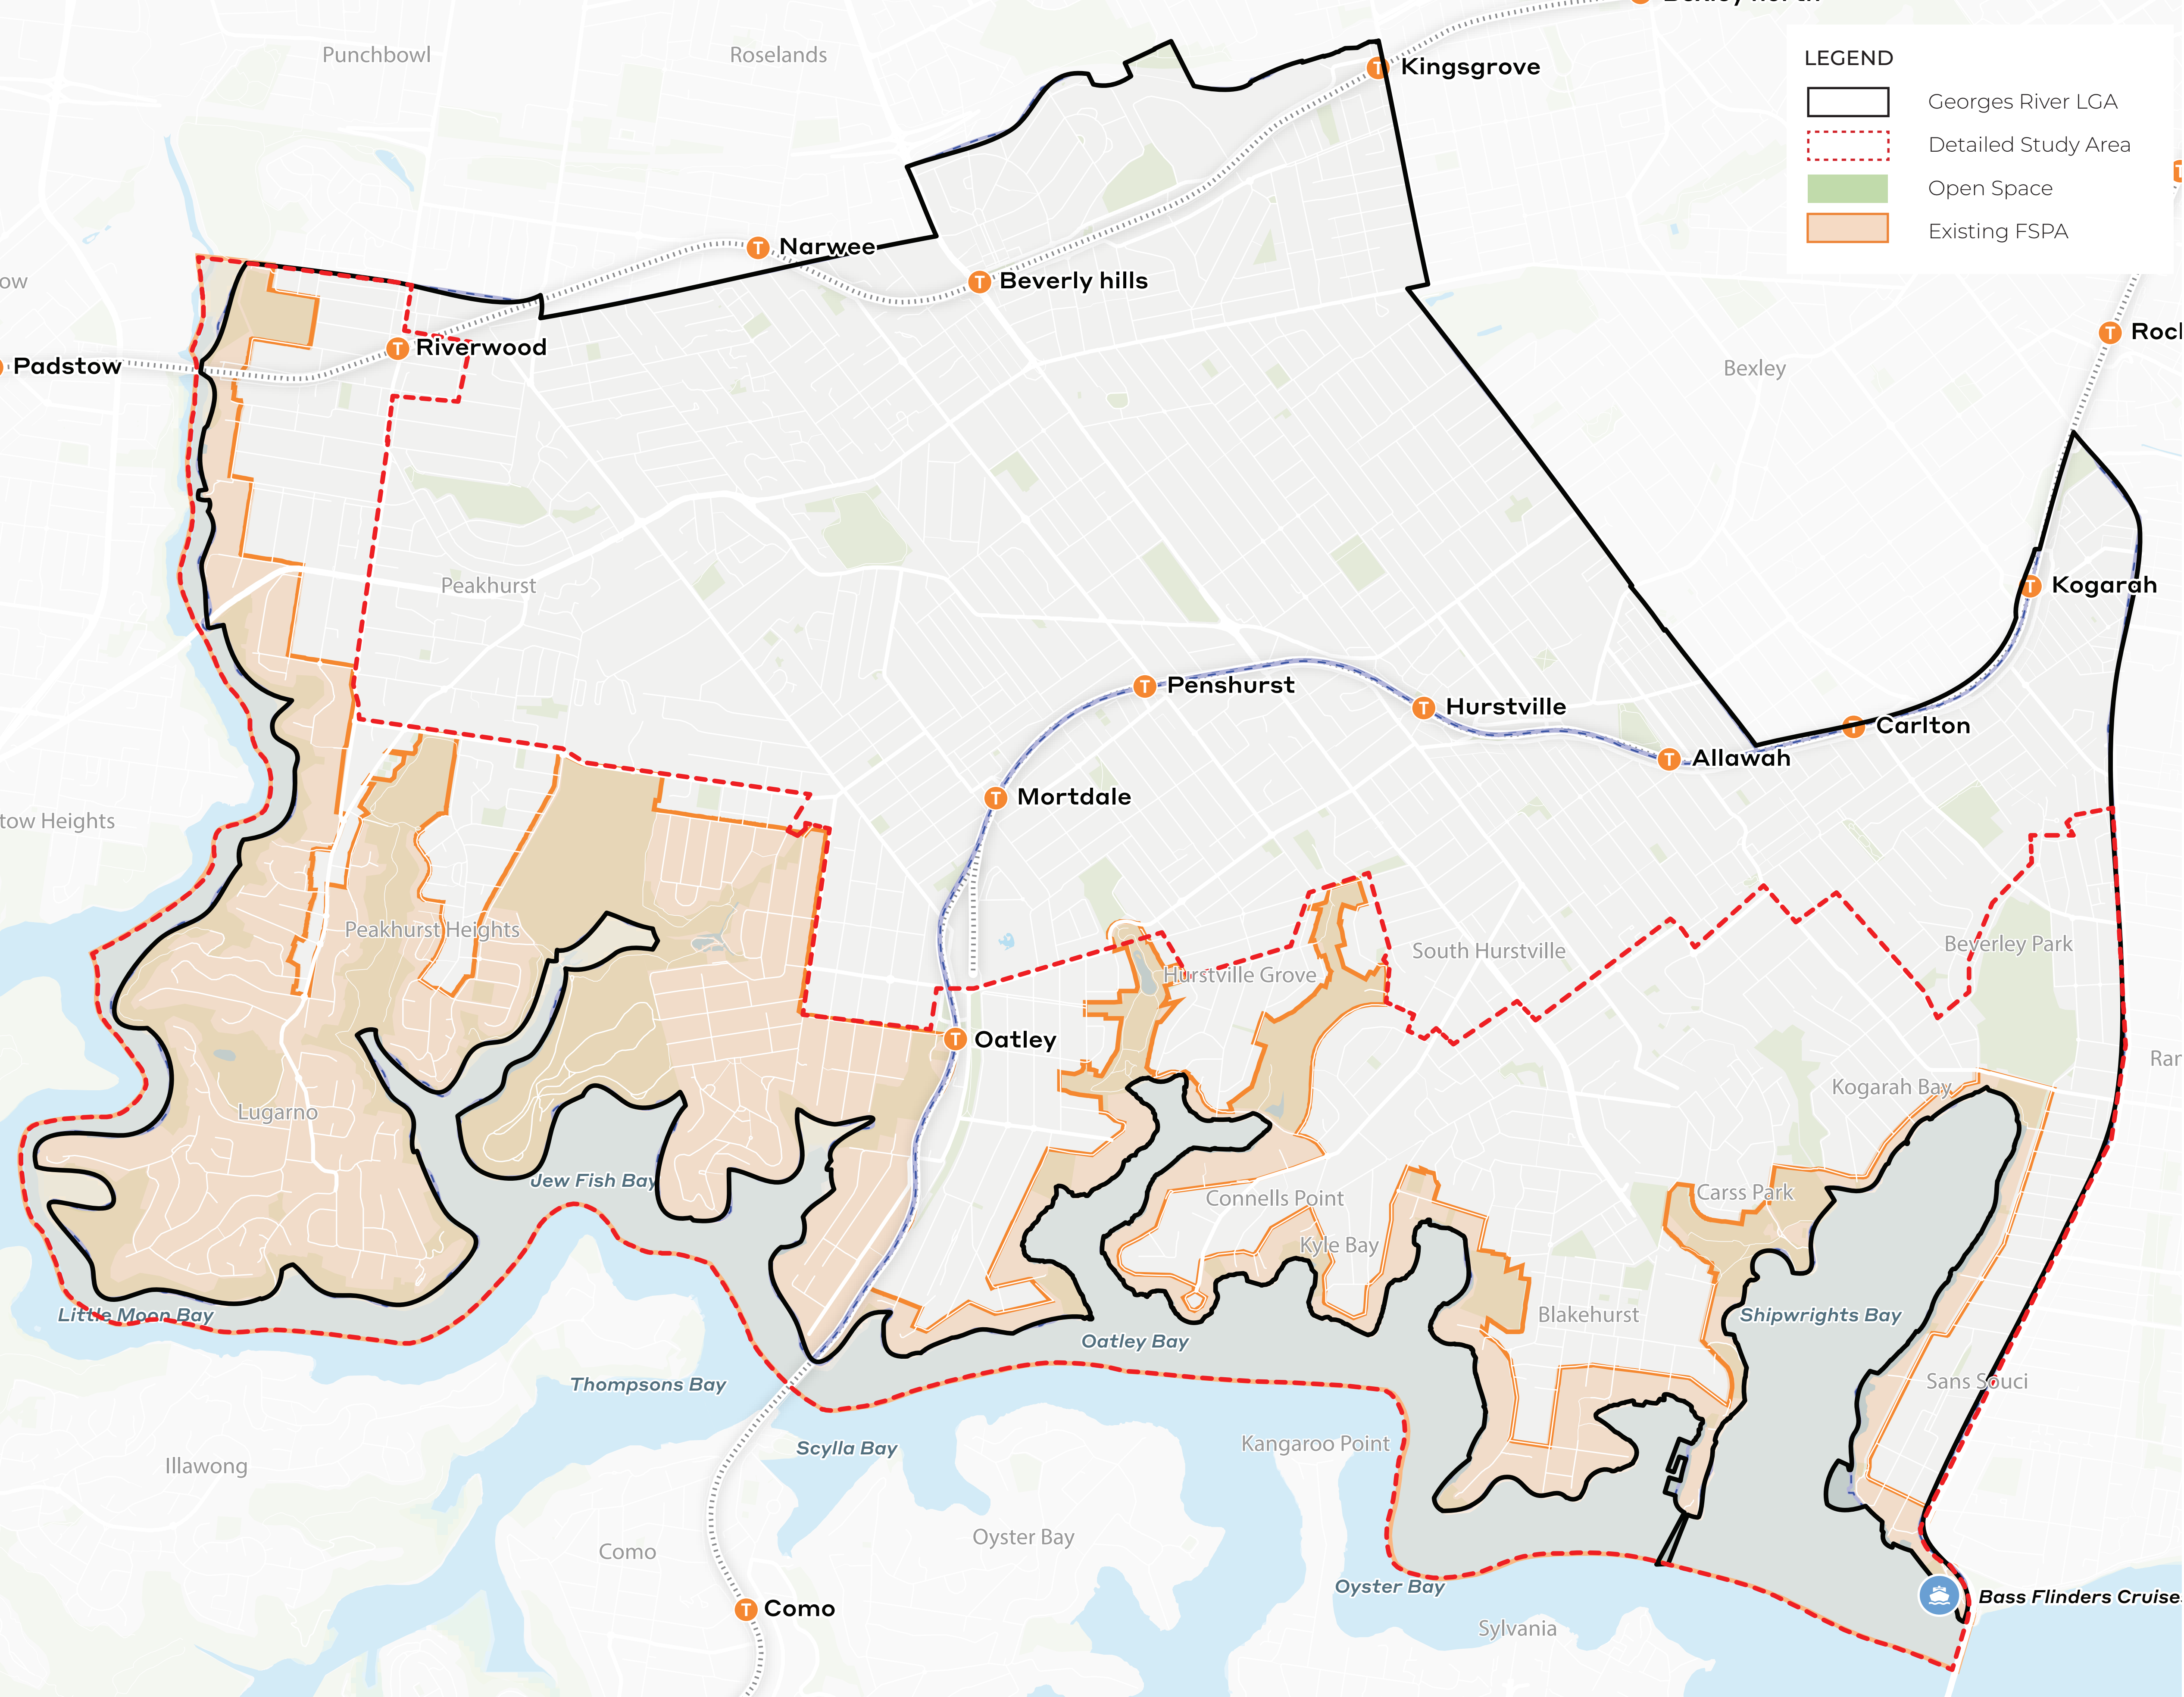 Bexley north
Punchbowl
Roselands
LEGEND
Kingsgrove
Georges River LGA
Detailed Study Area
Open Space
Existing FSPA
Narwee
Beverly hills
ow
Riverwood
Padstow
Bexley
Peakhurst
Kogarah
Penshurst
Hurstville
Carlton
Allawah
Mortdale
tow Heights
Peakhurst Heights
South Hurstville
Beverley Park
Hurstville Grove
Oatley
Kogarah Bay
Lugarno
Jew Fish Bay
Connells Point
Carss Park
Kyle Bay
Little Moon Bay
Blakehurst
Shipwrights Bay
Oatley Bay
Thompsons Bay
Sans Souci
Scylla Bay
Kangaroo Point
Illawong
Oyster Bay
Como
Oyster Bay
Bass Flinders Cruise
Como
Sylvania